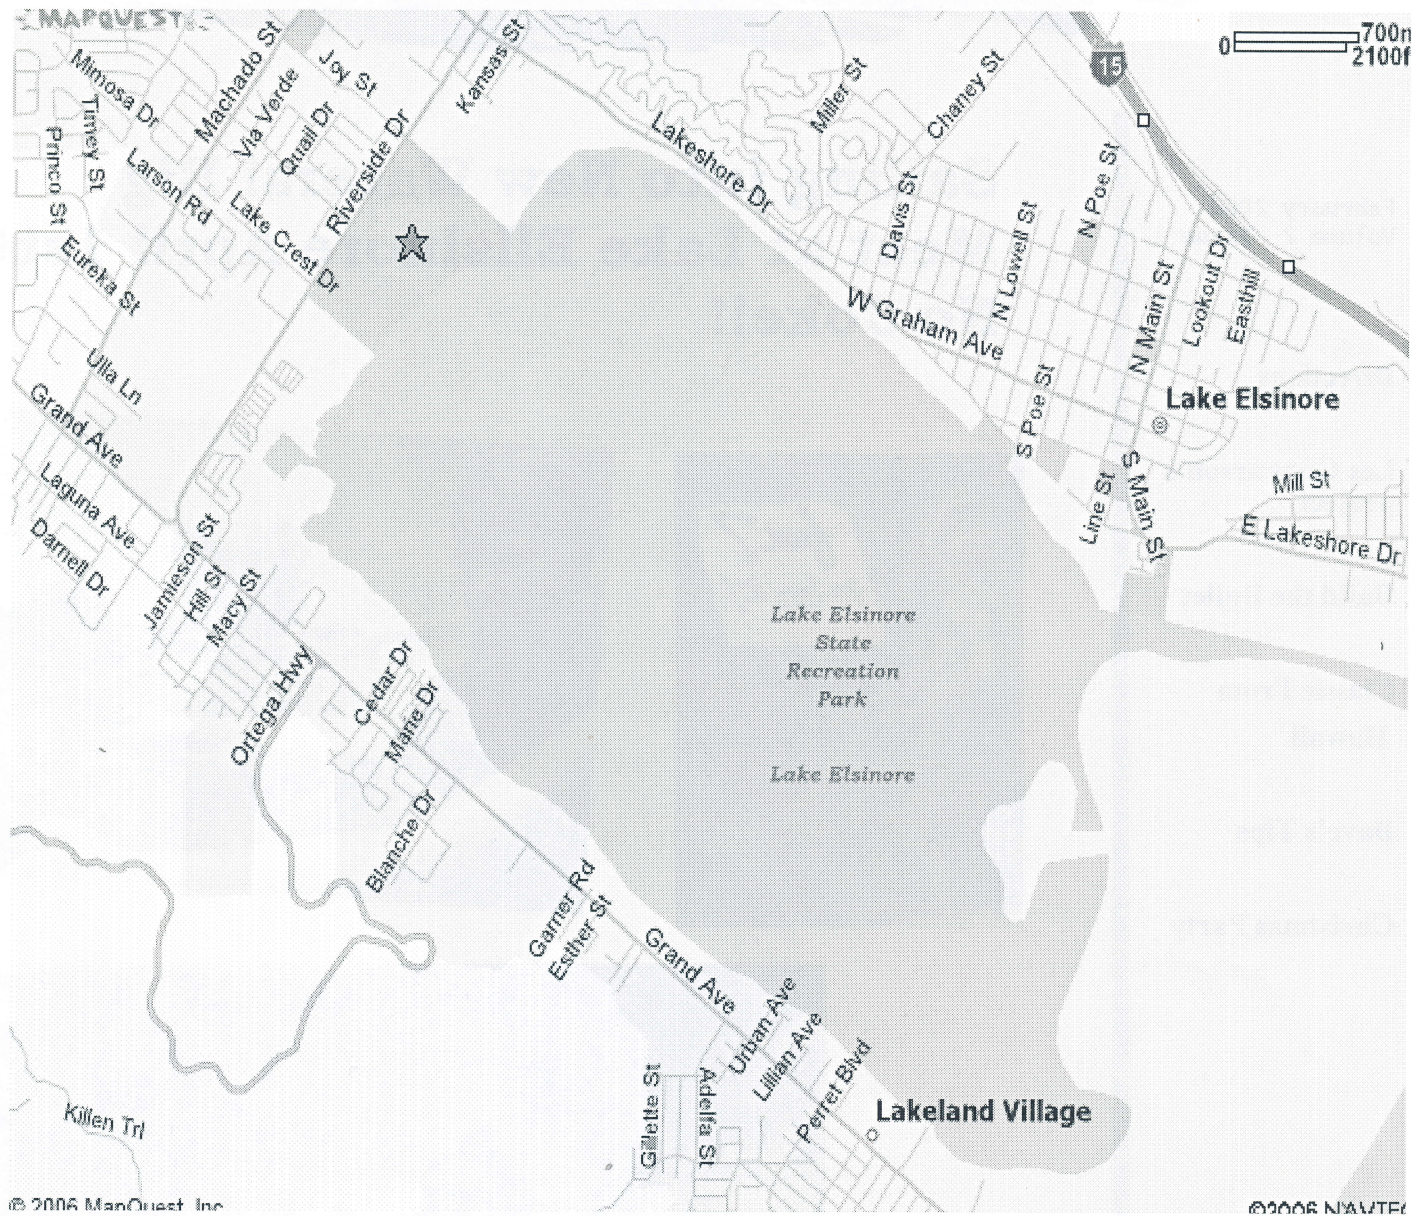 MAPQUEST
700m
0
2100f
15
Machado St
Joy St
Kansas St
Mimosa Dr
Via Verde
Quail Dr
Riverside Dr
Timey St
Prince St
Larson Rd
Lake Crest Dr
Eureka St
Ulla Ln
Grand Ave
Laguna Ave
Darnell Dr
Lakeshore Dr
Miller St
Chaney St
Davis St
N Lowell St
N Poe St
N Main St
Lookout Dr
Easthill
W Graham Ave
S Poe St
Lake Elsinore
Line St
S Main St
Mill St
E Lakeshore Dr
Jamieson St
Hill St
Macy St
Ortega Hwy
Cedar Dr
Marie Dr
Blanche Dr
Lake Elsinore
State
Recreation
Park
Lake Elsinore
Garner Rd
Esther St
Grand Ave
Urban Ave
Lillian Ave
Perret Blvd
Gillette St
Adelfa St
Lakeland Village
Killen Trl
© 2006 MapQuest, Inc
©2006 NAVTEQ